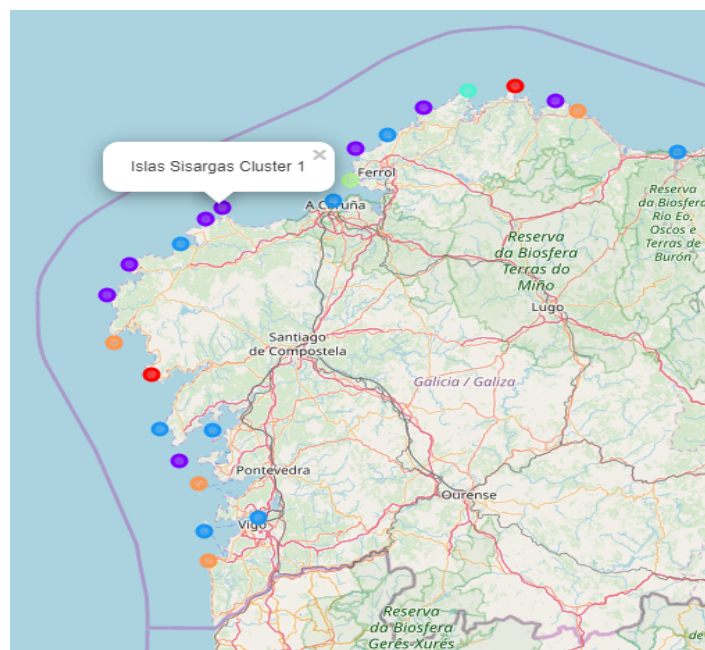 Islas Sisargas Cluster 1
×
Ferrol
A Coruña
Reserva
da Biosfera
Río Eo,
Oscos e
Terras de
Burón
Reserva
da Biosfera
Terras do
Miño
Lugo
Santiago
de Compostela
Galicia / Galiza
Pontevedra
Ourense
Vigo
Reserva
da Biosfera
Gerês-Xurés
de